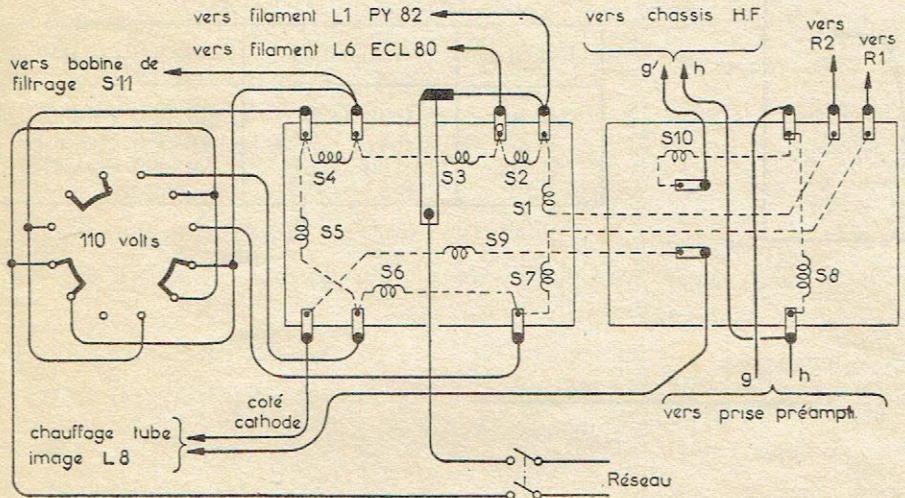 vers filament L1 PY 82
vers filament L6 ECL 80
vers bobine de
filtrage S11
vers chassis H.F
g'
h
vers
R2
vers
R1
S4
S3
S2
S1
S10
110 volts
S5
S9
S6
S7
S8
g
h
vers prise préampli.
coté
cathode
chauffage tube
image L8
Réseau